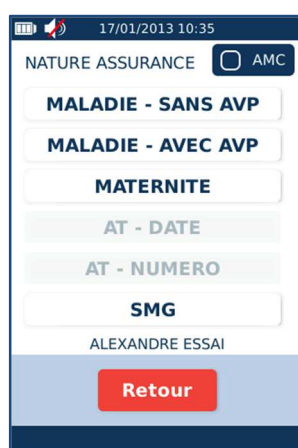 17/01/2013 10:35
NATURE ASSURANCE AMC
MALADIE - SANS AVP
MALADIE - AVEC AVP
MATERNITE
AT - DATE
AT - NUMERO
SMG
ALEXANDRE ESSAI
Retour